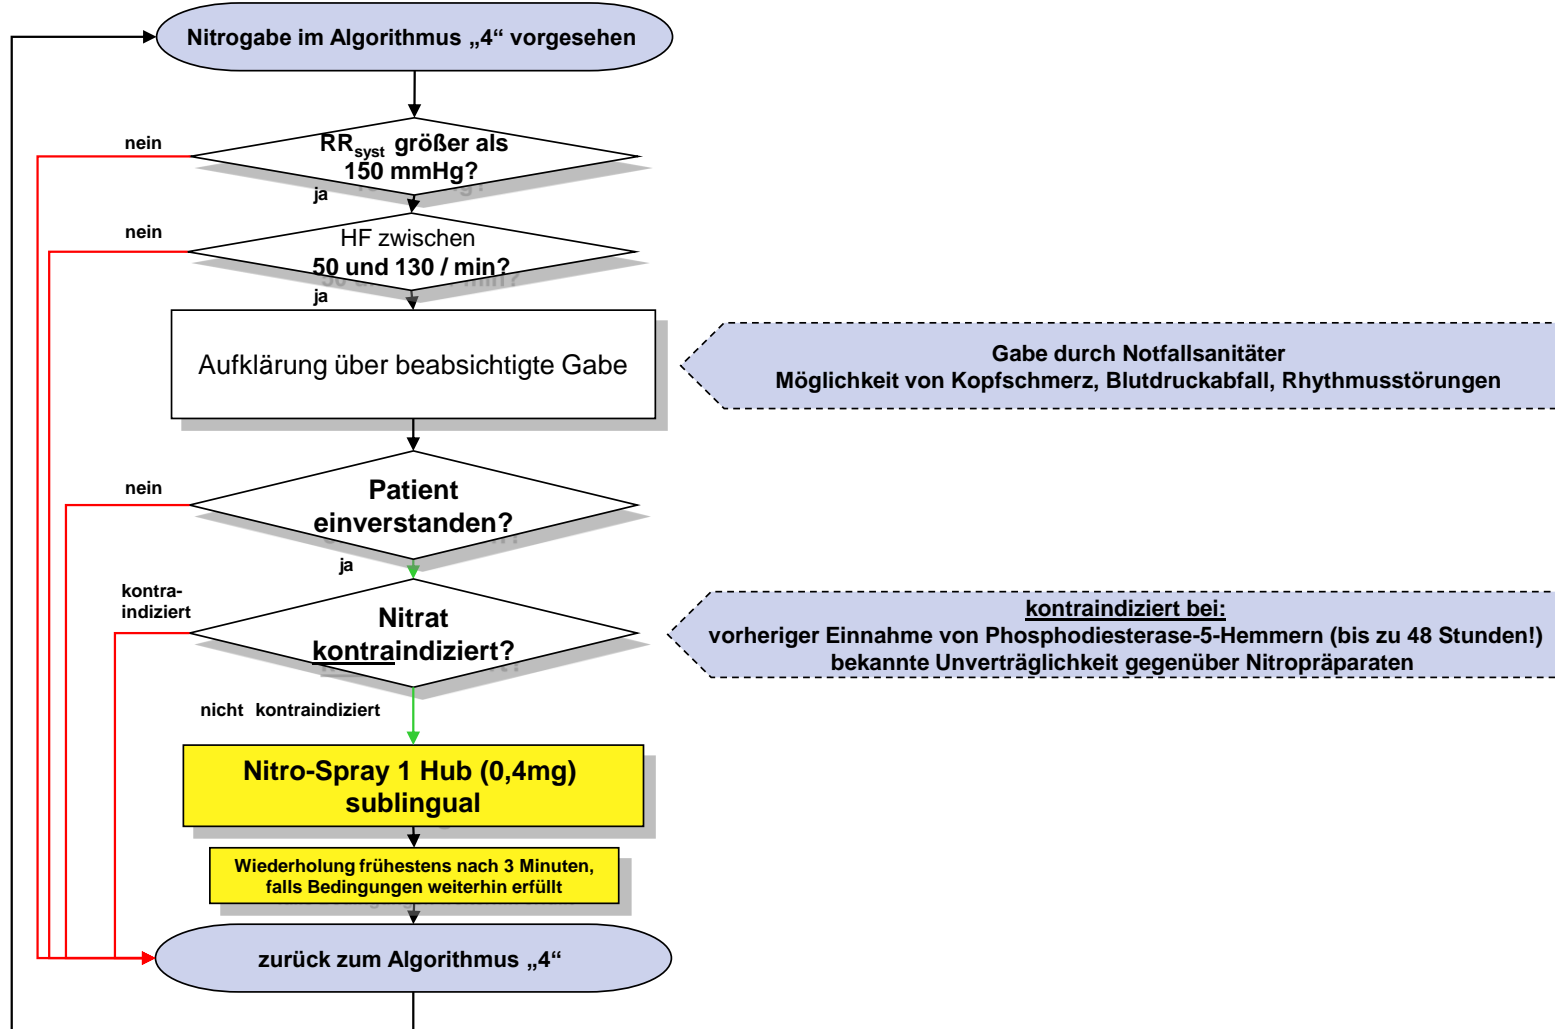 Nitrogabe im Algorithmus „4“ vorgesehen
nein
RRsyst größer als
150 mmHg?
ja
nein
HF zwischen
50 und 130 / min?
ja
Aufklärung über beabsichtigte Gabe
Gabe durch Notfallsanitäter
Möglichkeit von Kopfschmerz, Blutdruckabfall, Rhythmusstörungen
nein
Patient
einverstanden?
ja
kontra-
indiziert
Nitrat
kontraindiziert?
kontraindiziert bei:
vorheriger Einnahme von Phosphodiesterase-5-Hemmern (bis zu 48 Stunden!)
bekannte Unverträglichkeit gegenüber Nitropräparaten
nicht kontraindiziert
Nitro-Spray 1 Hub (0,4mg)
sublingual
Wiederholung frühestens nach 3 Minuten,
falls Bedingungen weiterhin erfüllt
zurück zum Algorithmus „4“